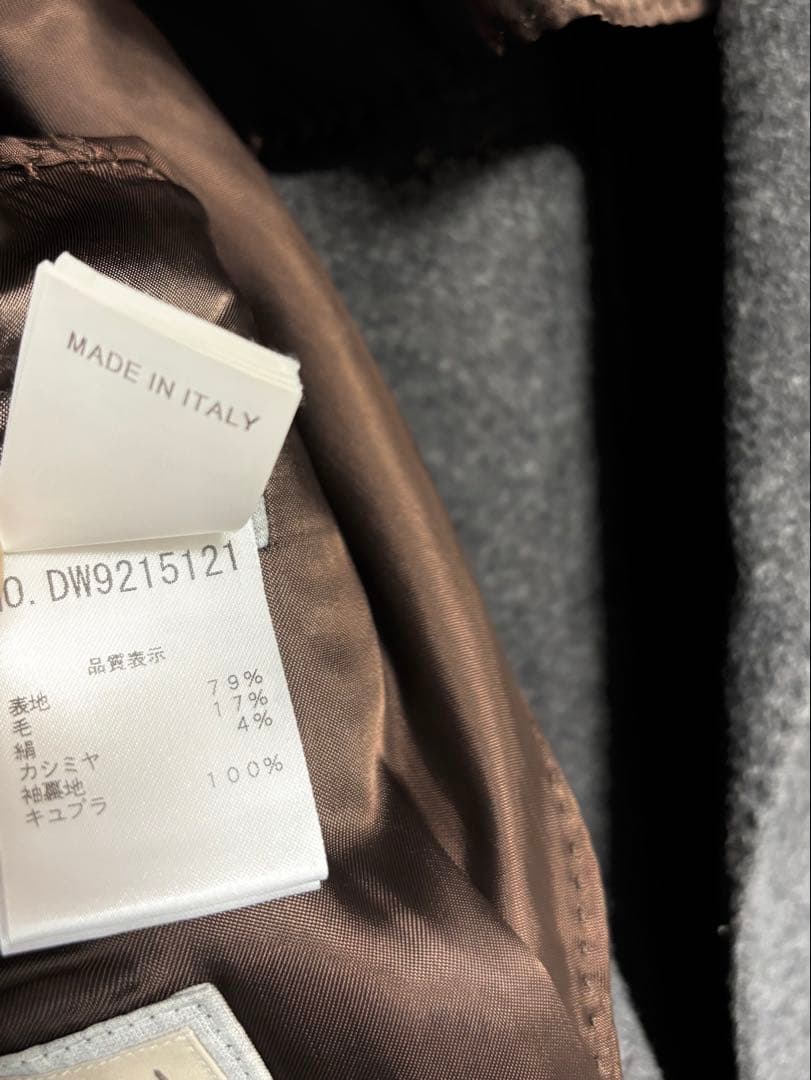 MADE IN ITALY
NO. DW9215121
品質表示
表地
毛 79%
絹 17%
カシミヤ 4%
袖裏地
キュプラ 100%